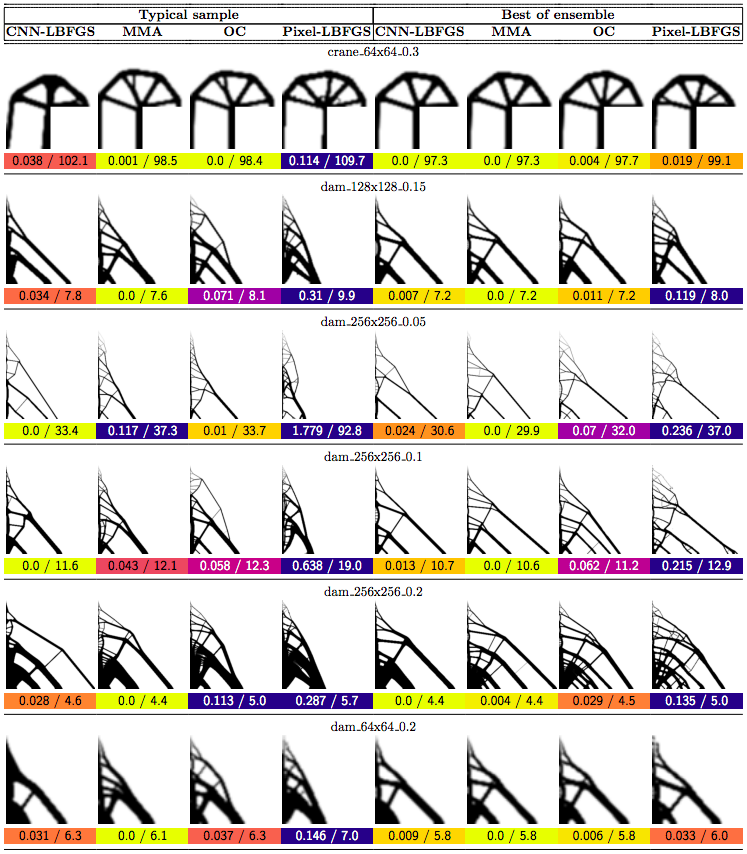 Typical sample Best of ensemble
CNN-LBFGS MMA OC Pixel-LBFGS CNN-LBFGS MMA OC Pixel-LBFGS
crane_64x64_0.3
0.038 / 102.1 0.001 / 98.5 0.0 / 98.4 0.114 / 109.7 0.0 / 97.3 0.0 / 97.3 0.004 / 97.7 0.019 / 99.1
dam_128x128_0.15
0.034 / 7.8 0.0 / 7.6 0.071 / 8.1 0.31 / 9.9 0.007 / 7.2 0.0 / 7.2 0.011 / 7.2 0.119 / 8.0
dam_256x256_0.05
0.0 / 33.4 0.117 / 37.3 0.01 / 33.7 1.779 / 92.8 0.024 / 30.6 0.0 / 29.9 0.07 / 32.0 0.236 / 37.0
dam_256x256_0.1
0.0 / 11.6 0.043 / 12.1 0.058 / 12.3 0.638 / 19.0 0.013 / 10.7 0.0 / 10.6 0.062 / 11.2 0.215 / 12.9
dam_256x256_0.2
0.028 / 4.6 0.0 / 4.4 0.113 / 5.0 0.287 / 5.7 0.0 / 4.4 0.004 / 4.4 0.029 / 4.5 0.135 / 5.0
dam_64x64_0.2
0.031 / 6.3 0.0 / 6.1 0.037 / 6.3 0.146 / 7.0 0.009 / 5.8 0.0 / 5.8 0.006 / 5.8 0.033 / 6.0